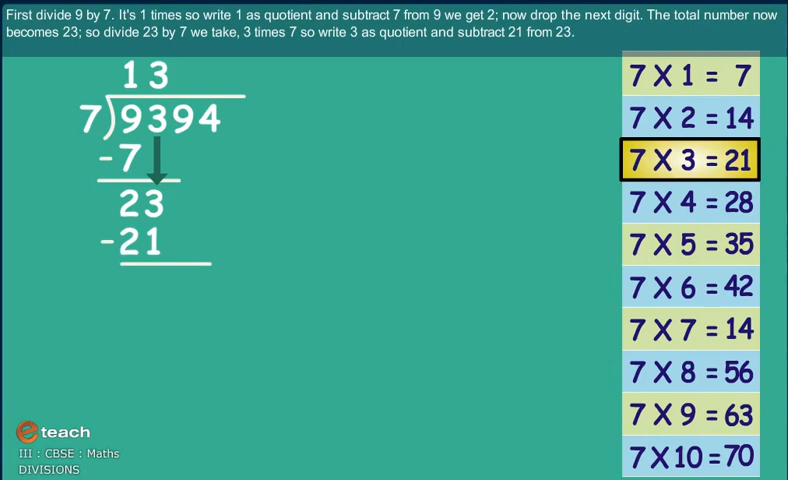 First divide 9 by 7. It's 1 times so write 1 as quotient and subtract 7 from 9 we get 2; now drop the next digit. The total number now
becomes 23; so divide 23 by 7 we take, 3 times 7 so write 3 as quotient and subtract 21 from 23.
13
7)9394
-7
23
-21
7 X 1 = 7
7 X 2 = 14
7 X 3 = 21
7 X 4 = 28
7 X 5 = 35
7 X 6 = 42
7 X 7 = 14
7 X 8 = 56
7 X 9 = 63
7 X 10 = 70
e teach
III : CBSE : Maths
DIVISIONS